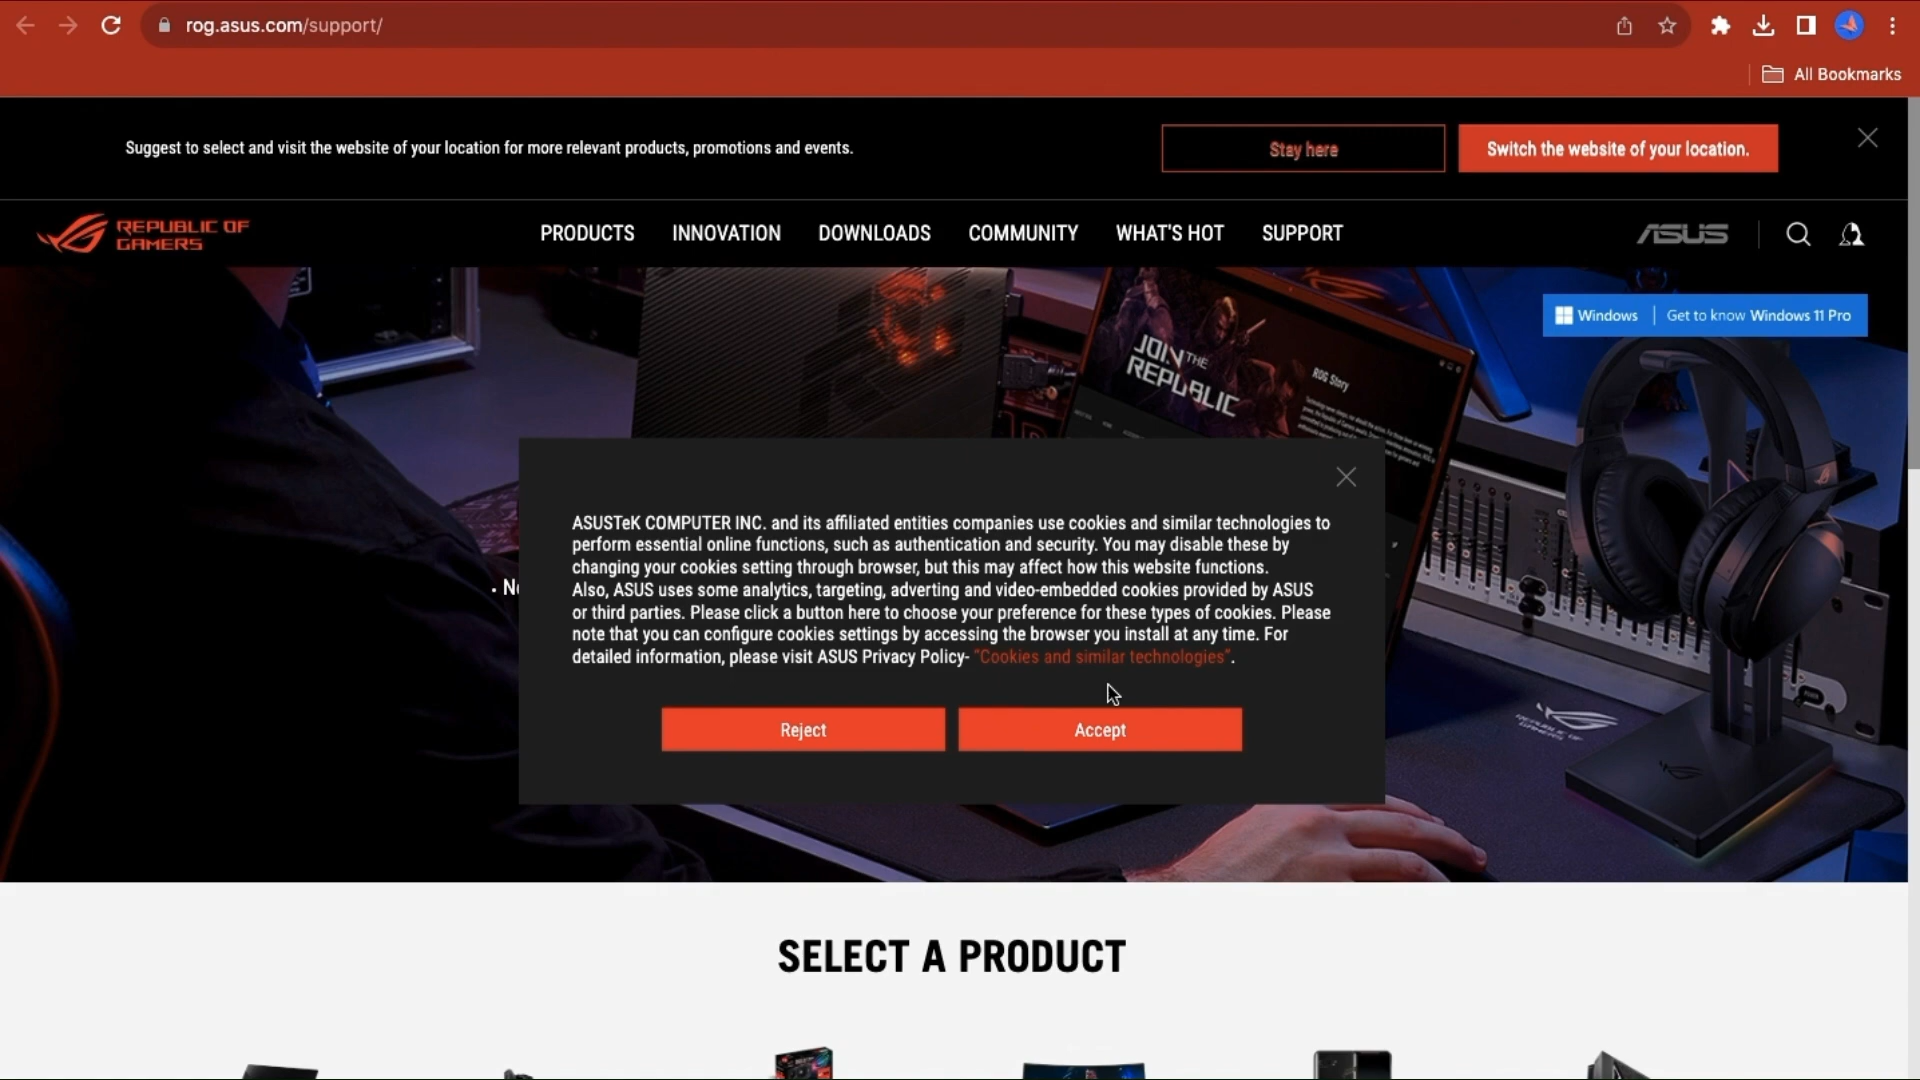 rog.asus.com/support/
All Bookmarks
Suggest to select and visit the website of your location for more relevant products, promotions and events.
Stay here
Switch the website of your location.
REPUBLIC OF
GAMERS
PRODUCTS
INNOVATION
DOWNLOADS
COMMUNITY
WHAT'S HOT
SUPPORT
ASUS
Windows
Get to know Windows 11 Pro
JOIN THE
REPUBLIC
ROG Story
ASUSTeK COMPUTER INC. and its affiliated entities companies use cookies and similar technologies to
perform essential online functions, such as authentication and security. You may disable these by
changing your cookies setting through browser, but this may affect how this website functions.
Also, ASUS uses some analytics, targeting, adverting and video-embedded cookies provided by ASUS
or third parties. Please click a button here to choose your preference for these types of cookies. Please
note that you can configure cookies settings by accessing the browser you install at any time. For
detailed information, please visit ASUS Privacy Policy- "Cookies and similar technologies".
Reject
Accept
REPUBLIC OF
GAMERS
SELECT A PRODUCT